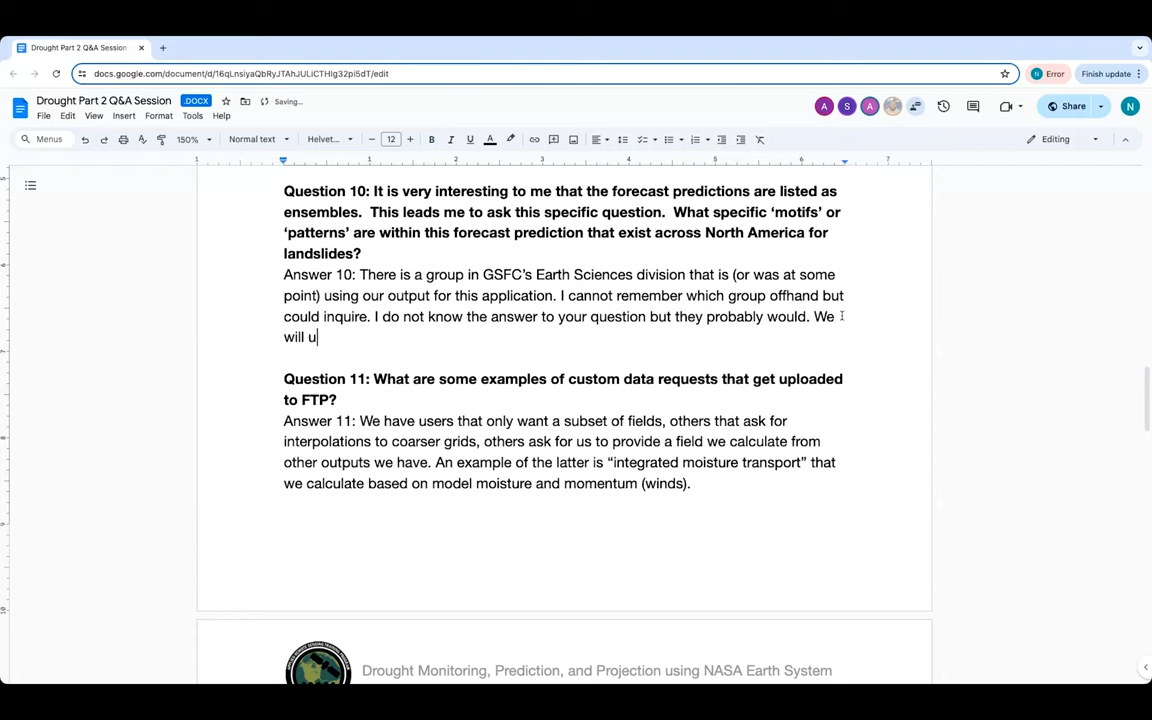 Drought Part 2 Q&A Session
docs.google.com/document/d/16qLnsiyaQbRyJTAhJULiCTHlg32pi5dT/edit
N Error
Finish update
Drought Part 2 Q&A Session .DOCX Saving...
File Edit View Insert Format Tools Help
A S A
Share
N
Menus 150% Normal text Helvet... 12 B I U A Editing
1 1 2 3 4 5 6 7
Question 10: It is very interesting to me that the forecast predictions are listed as
ensembles. This leads me to ask this specific question. What specific ‘motifs’ or
‘patterns’ are within this forecast prediction that exist across North America for
landslides?
Answer 10: There is a group in GSFC’s Earth Sciences division that is (or was at some
point) using our output for this application. I cannot remember which group offhand but
could inquire. I do not know the answer to your question but they probably would. We
will u
Question 11: What are some examples of custom data requests that get uploaded
to FTP?
Answer 11: We have users that only want a subset of fields, others that ask for
interpolations to coarser grids, others ask for us to provide a field we calculate from
other outputs we have. An example of the latter is “integrated moisture transport” that
we calculate based on model moisture and momentum (winds).
Drought Monitoring, Prediction, and Projection using NASA Earth System